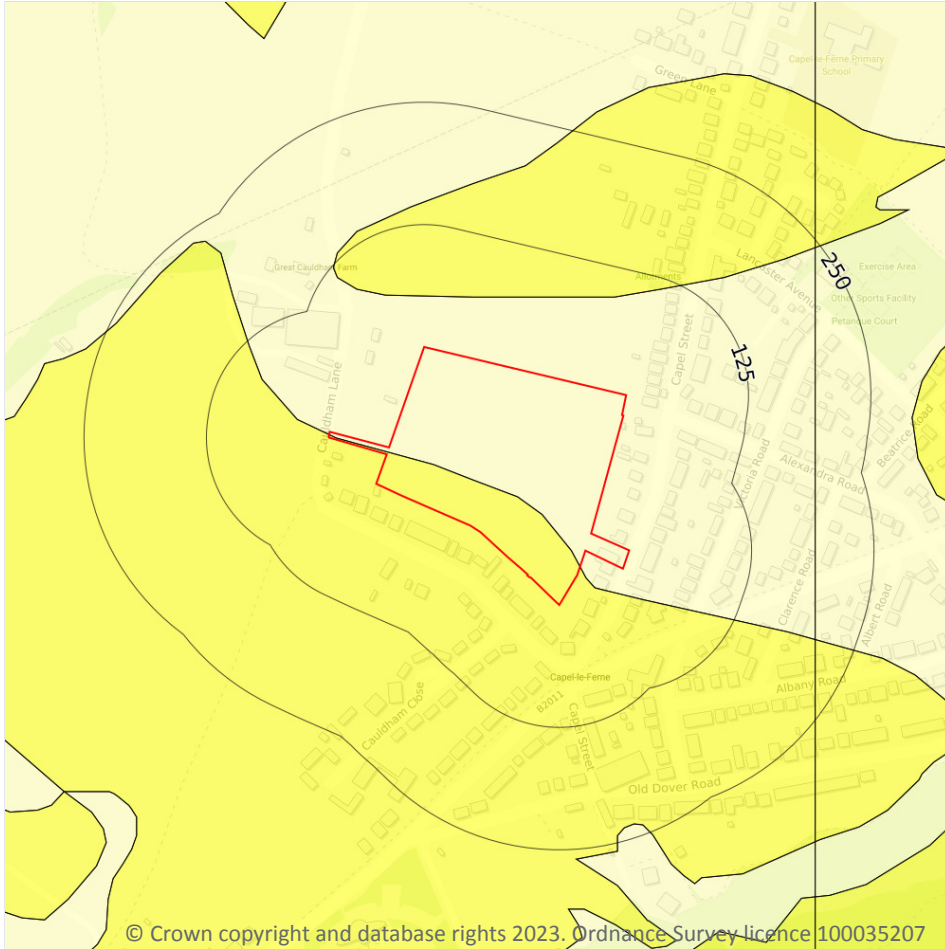 Capel-le-Ferne Primary
School
Green Lane
Lancaster Avenue
250
Great Cauldham Farm
Alkements
Exercise Area
Other Sports Facility
Petanque Court
Capel Street
125
Cauldham Lane
Beatrice Road
Victoria Road
Alexandra Road
Clarence Road
Albert Road
Capel-le-Ferne
Albany Road
B2011
Cauldham Close
Capel Street
Old Dover Road
© Crown copyright and database rights 2023. Ordnance Survey licence 100035207